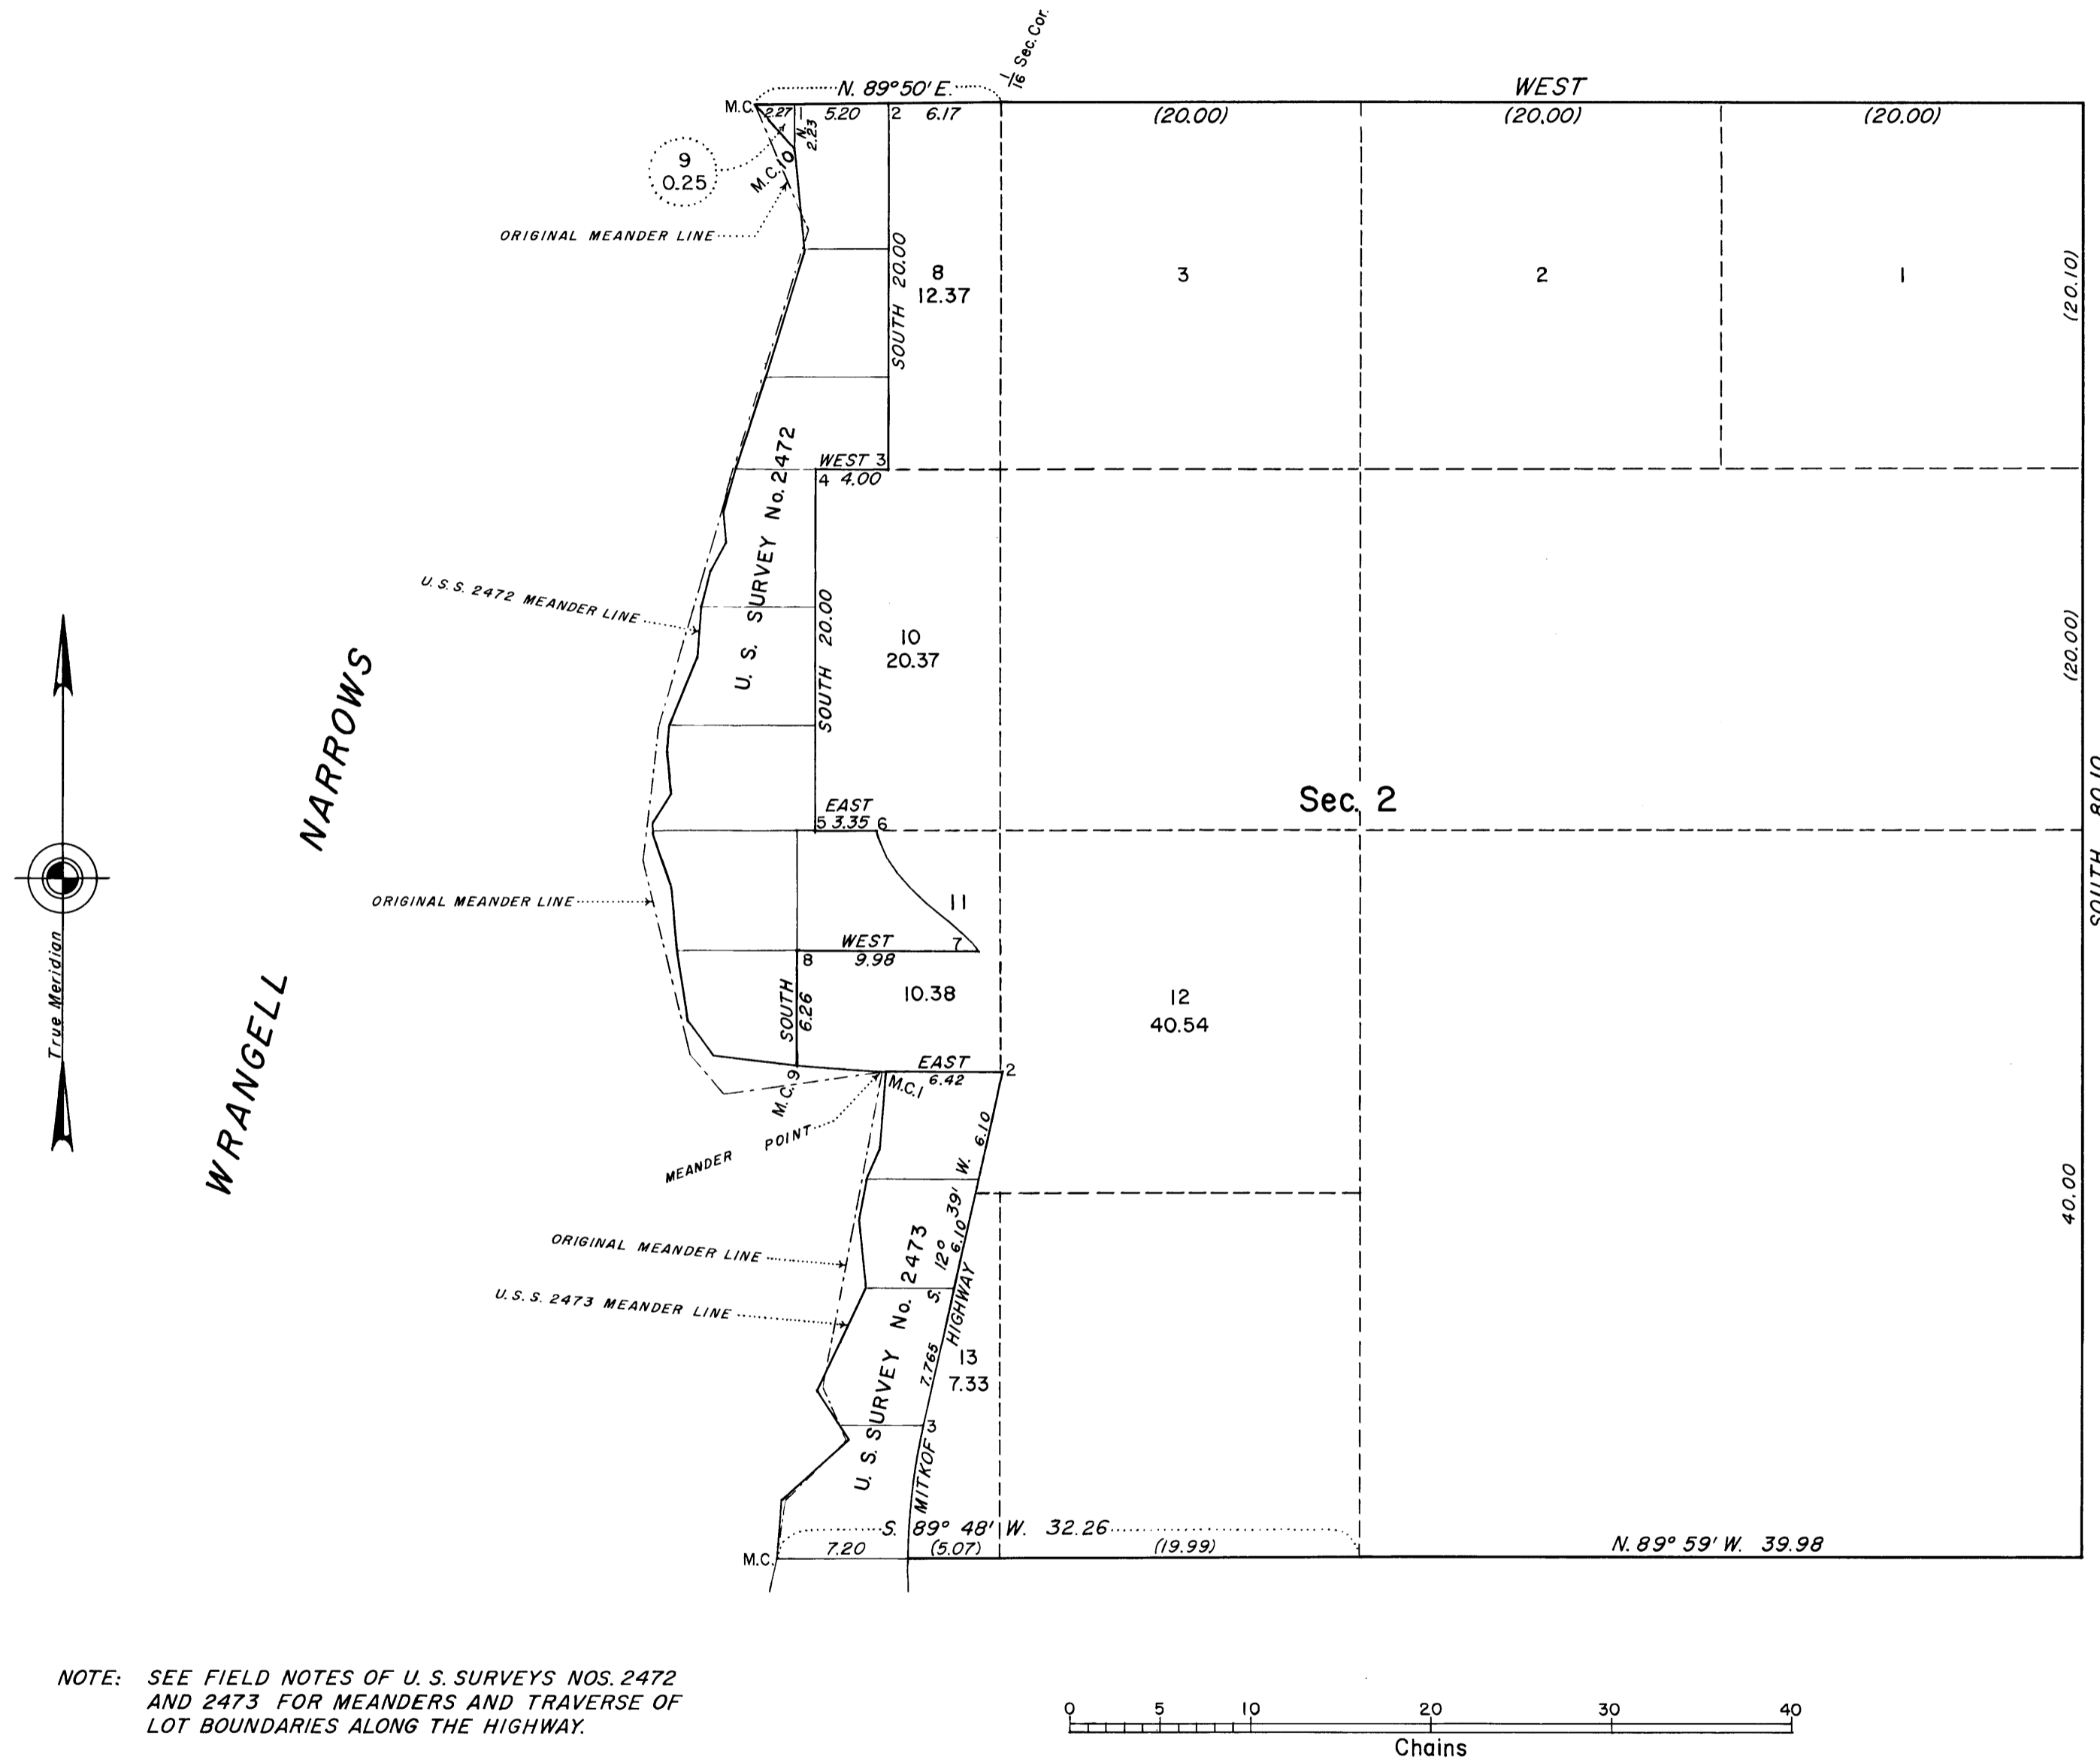 1/16 Sec. Cor.
N. 89° 50' E.
WEST
M.C.
2.27
1
5.20
2
6.17
(20.00)
(20.00)
(20.00)
N.
2.23
9
0.25
M.C. 10
ORIGINAL MEANDER LINE
SOUTH 20.00
8
12.37
3
2
1
(20.10)
WEST 3
4 4.00
U. S. SURVEY No. 2472
U.S.S. 2472 MEANDER LINE
SOUTH 20.00
10
20.37
(20.00)
WRANGELL NARROWS
True Meridian
EAST
5 3.35 6
Sec. 2
SOUTH 80.10
ORIGINAL MEANDER LINE
11
WEST 7
8 9.98
SOUTH
6.26
10.38
12
40.54
EAST
6.42
2
M.C. 9
M.C. 1
MEANDER POINT
S. 12° 39' W. 6.10
6.10
40.00
ORIGINAL MEANDER LINE
U.S.S. 2473 MEANDER LINE
U. S. SURVEY No. 2473
7.765
MITKOF HIGHWAY
13
7.33
3
S. 89° 48' W. 32.26
M.C.
7.20
(5.07)
(19.99)
N. 89° 59' W. 39.98
NOTE: SEE FIELD NOTES OF U. S. SURVEYS NOS. 2472
AND 2473 FOR MEANDERS AND TRAVERSE OF
LOT BOUNDARIES ALONG THE HIGHWAY.
0 5 10 20 30 40
Chains